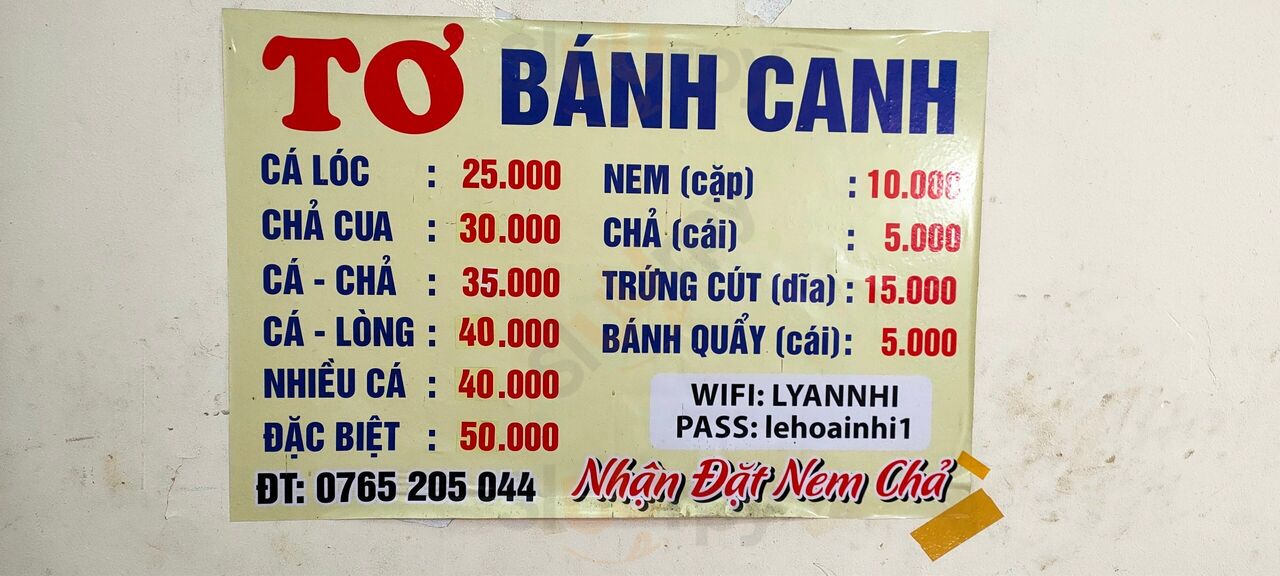 TƠ BÁNH CANH
CÁ LÓC : 25.000
CHẢ CUA : 30.000
CÁ - CHẢ : 35.000
CÁ - LÒNG : 40.000
NHIỀU CÁ : 40.000
ĐẶC BIỆT : 50.000
ĐT: 0765 205 044
NEM (cặp) : 10.000
CHẢ (cái) : 5.000
TRỨNG CÚT (dĩa) : 15.000
BÁNH QUẨY (cái): 5.000
WIFI: LYANNHI
PASS: lehoainhi1
Nhận Đặt Nem Chả